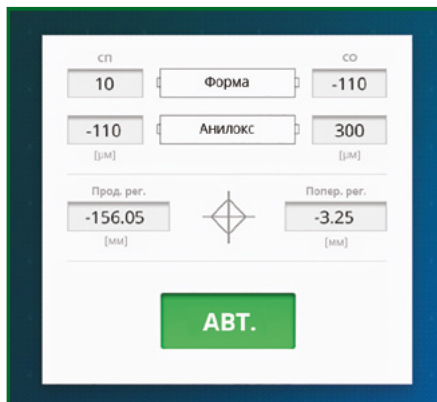 сп со
10 Форма -110
-110 Анилокс 300
[µм] [µм]
Прод. рег. Попер. рег.
-156.05 -3.25
[мм] [мм]
АВТ.